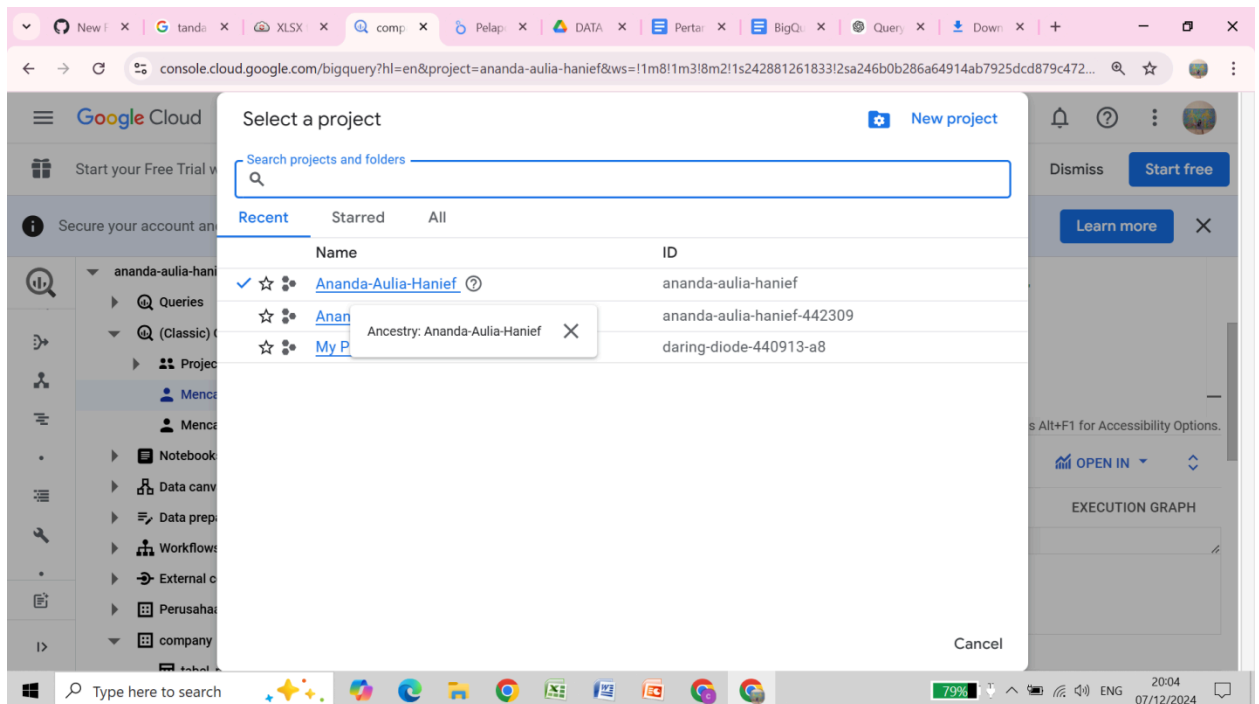 New F
tanda
XLSX
comp
Pelap
DATA
Pertar
BigQu
Query
Down
console.cloud.google.com/bigquery?hl=en&project=ananda-aulia-hanief&ws=!1m8!1m3!8m2!1s242881261833!2sa246b0b286a64914ab7925dcd879c472...
Google Cloud
Select a project
New project
Start your Free Trial w
Search projects and folders
Dismiss
Start free
Secure your account an
Recent
Starred
All
Learn more
Name
ID
ananda-aulia-hani
Ananda-Aulia-Hanief
ananda-aulia-hanief
Queries
Anan
ananda-aulia-hanief-442309
Ancestry: Ananda-Aulia-Hanief
(Classic)
My P
daring-diode-440913-a8
Projec
Menca
Menca
s Alt+F1 for Accessibility Options.
Notebook
OPEN IN
Data canv
EXECUTION GRAPH
Data prep
Workflows
External c
Perusahaa
company
Cancel
tabel
Type here to search
79%
ENG
20:04
07/12/2024